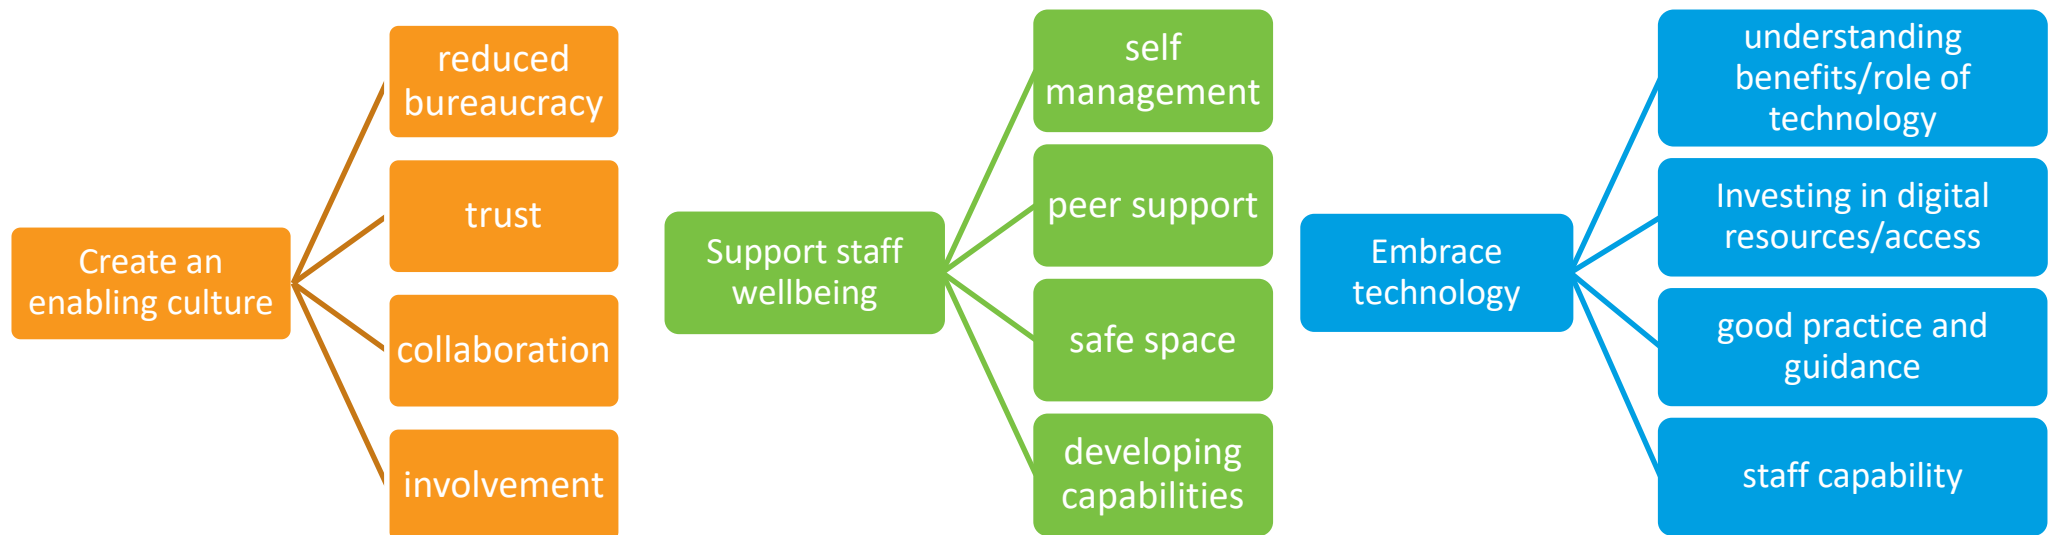 Create an
enabling culture
reduced
bureaucracy
trust
collaboration
involvement
Support staff
wellbeing
self
management
peer support
safe space
developing
capabilities
Embrace
technology
understanding
benefits/role of
technology
Investing in digital
resources/access
good practice and
guidance
staff capability